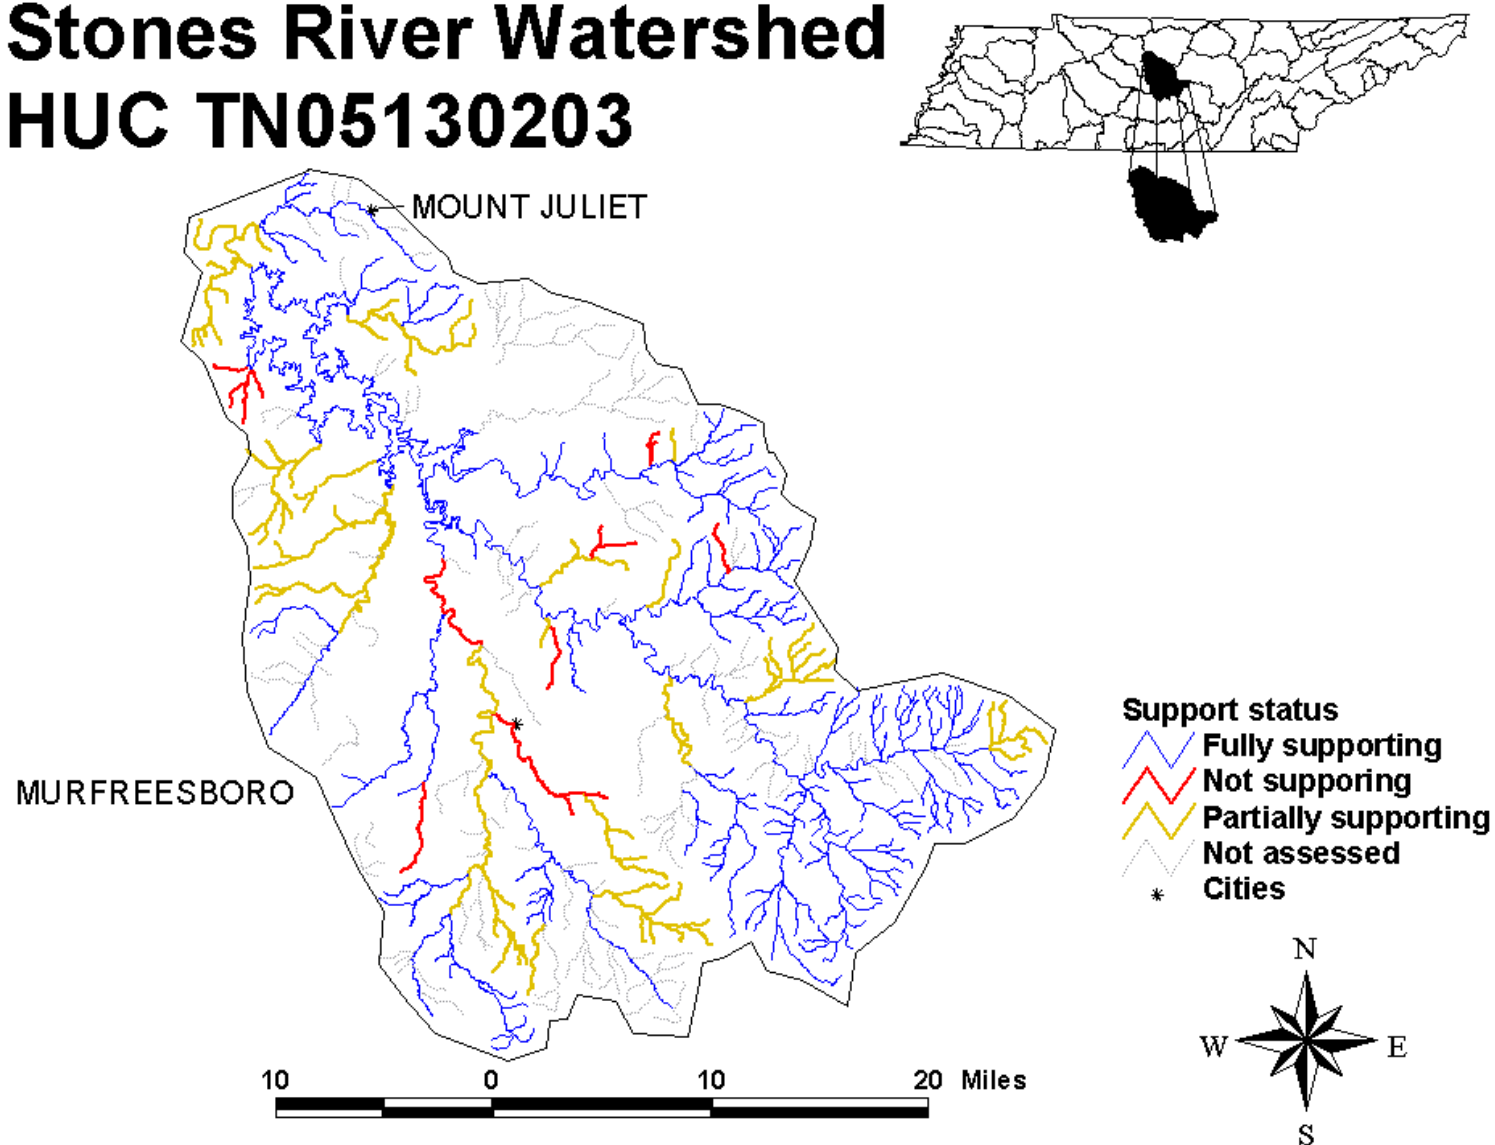 Stones River Watershed
HUC TN05130203
MOUNT JULIET
MURFREESBORO
Support status
Fully supporting
Not supporing
Partially supporting
Not assessed
Cities
N
W E
S
10 0 10 20 Miles